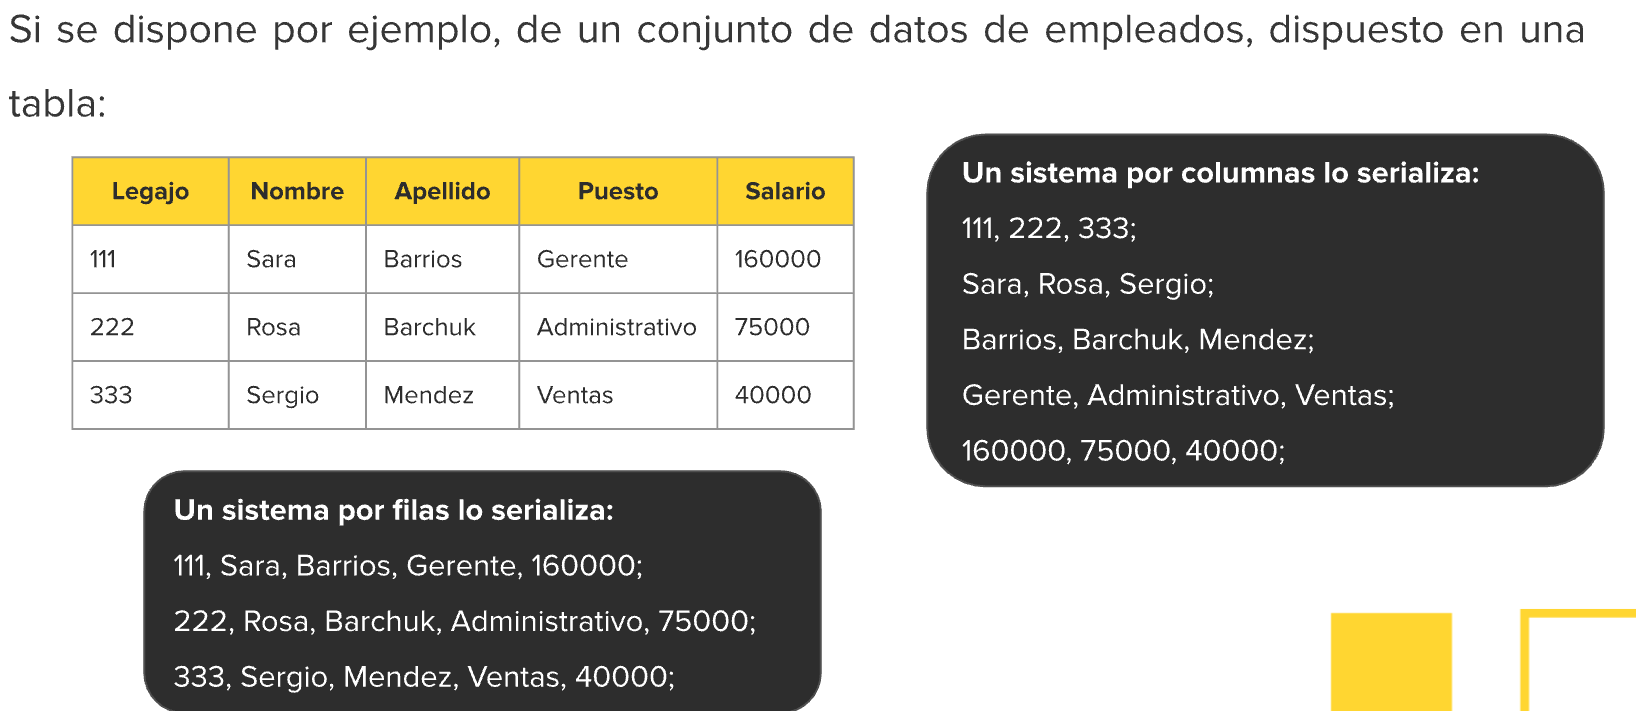 Si se dispone por ejemplo, de un conjunto de datos de empleados, dispuesto en una
tabla:
Legajo Nombre Apellido Puesto Salario
111 Sara Barrios Gerente 160000
222 Rosa Barchuk Administrativo 75000
333 Sergio Mendez Ventas 40000
Un sistema por columnas lo serializa:
111, 222, 333;
Sara, Rosa, Sergio;
Barrios, Barchuk, Mendez;
Gerente, Administrativo, Ventas;
160000, 75000, 40000;
Un sistema por filas lo serializa:
111, Sara, Barrios, Gerente, 160000;
222, Rosa, Barchuk, Administrativo, 75000;
333, Sergio, Mendez, Ventas, 40000;